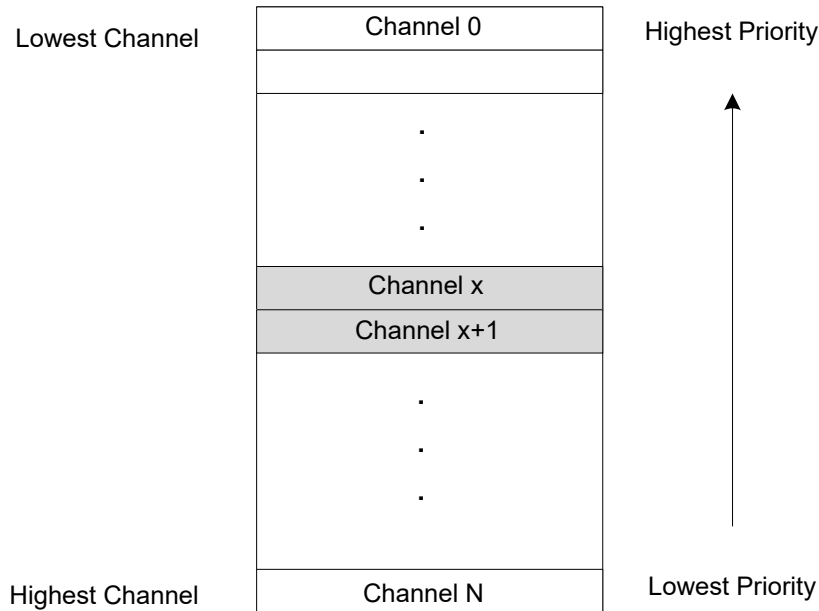 Lowest Channel
Channel 0
Highest Priority
.
.
.
Channel x
Channel x+1
.
.
.
Highest Channel
Channel N
Lowest Priority